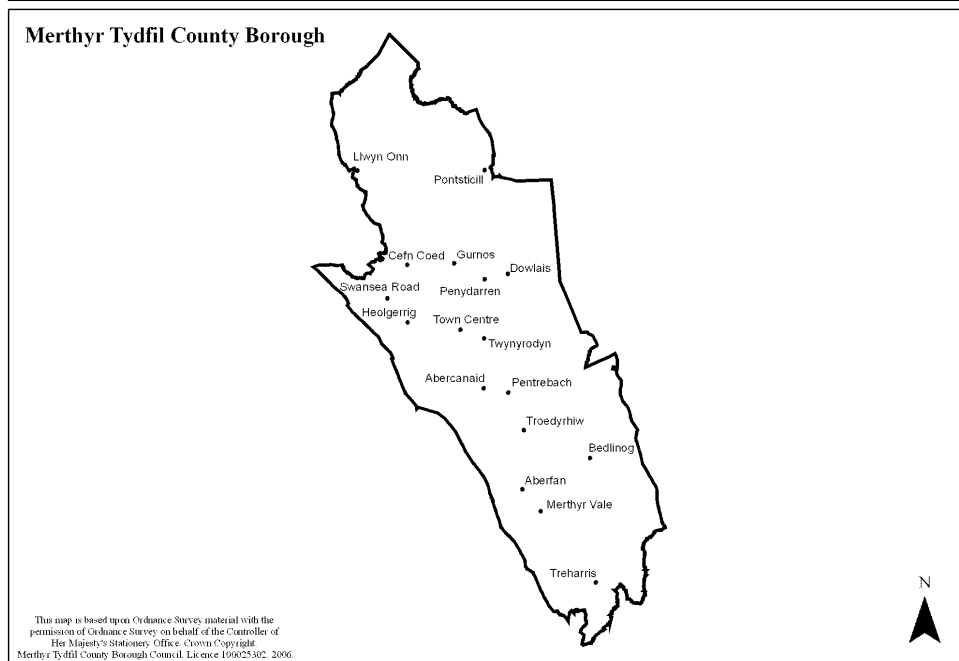 Merthyr Tydfil County Borough
Llwyn Onn
Pontsticill
Cefn Coed
Gurnos
Dowlais
Penydarren
Swansea Road
Heolgerrig
Town Centre
Twynyrodyn
Abercanaid
Pentrebach
Troedyrhiw
Bedlinog
Aberfan
Merthyr Vale
Treharris
N
This map is based upon Ordnance Survey material with the
permission of Ordnance Survey on behalf of the Controller of
Her Majesty's Stationery Office. Crown Copyright.
Merthyr Tydfil County Borough Council. Licence 100025302. 2006.